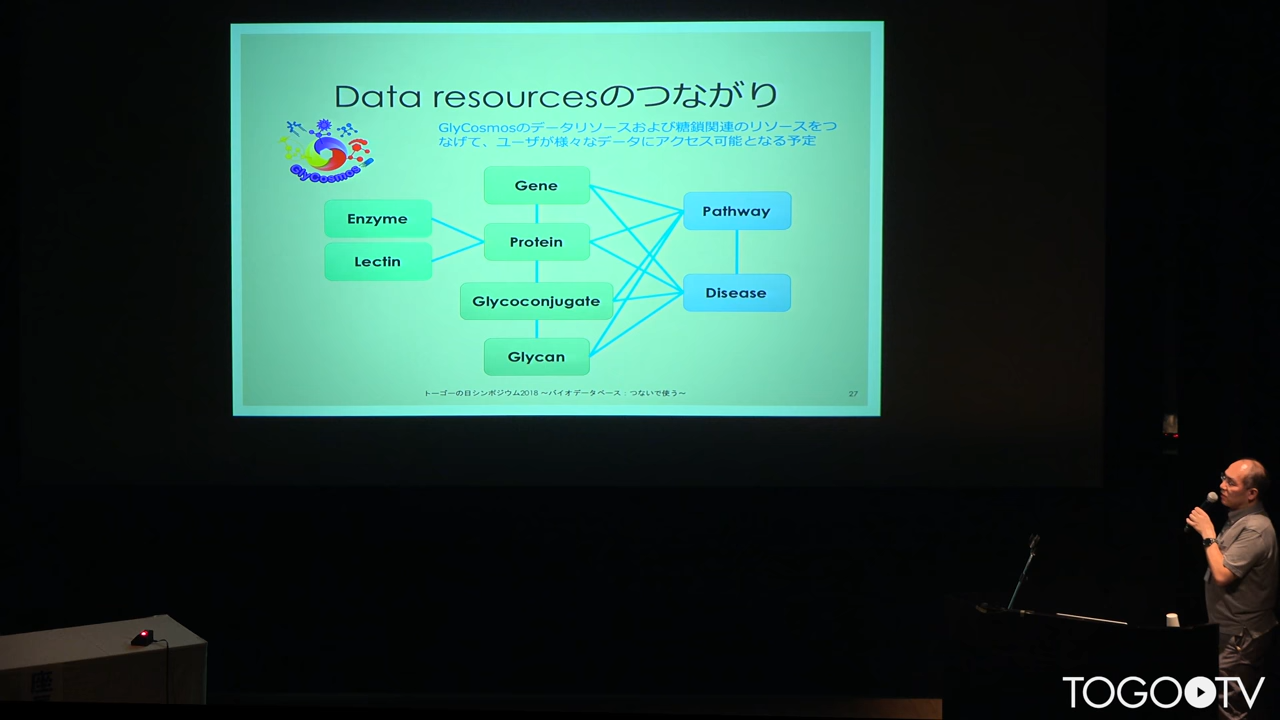 Data resourcesのつながり
GlyCosmosのデータリソースおよび糖鎖関連のリソースをつ
なげて、ユーザが様々なデータにアクセス可能となる予定
GlyCosmos
Gene
Enzyme
Pathway
Protein
Lectin
Disease
Glycoconjugate
Glycan
トーゴーの日シンポジウム2018 ～バイオデータベース：つないで使う～
27
座
TOGO TV